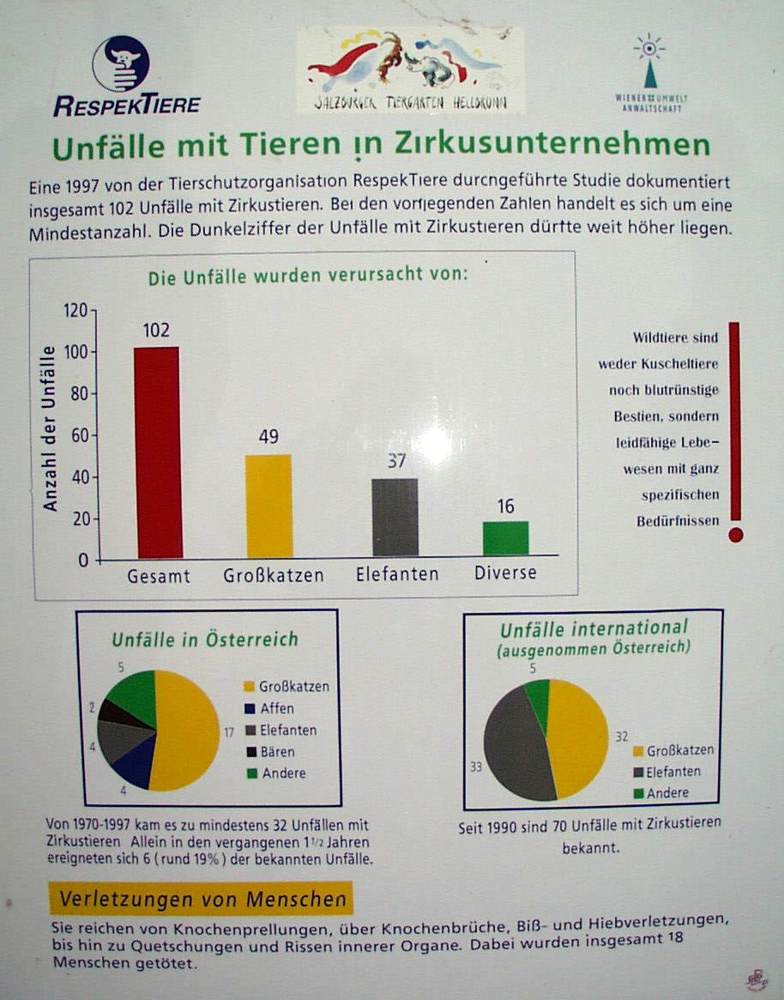 RESPEKTIERE
SALZBURGER TIERGARTEN HELLBRUNN
WIENER UMWELT
ANWALTSCHAFT
Unfälle mit Tieren in Zirkusunternehmen
Eine 1997 von der Tierschutzorganisation RespekTiere durchgeführte Studie dokumentiert
insgesamt 102 Unfälle mit Zirkustieren. Bei den vorliegenden Zahlen handelt es sich um eine
Mindestanzahl. Die Dunkelziffer der Unfälle mit Zirkustieren dürfte weit höher liegen.
Die Unfälle wurden verursacht von:
Anzahl der Unfälle
120
100
80
60
40
20
0
102
49
37
16
Gesamt Großkatzen Elefanten Diverse
Wildtiere sind
weder Kuscheltiere
noch blutrünstige
Bestien, sondern
leidfähige Lebe-
wesen mit ganz
spezifischen
Bedürfnissen
Unfälle in Österreich
5
2
4
4
17
Großkatzen
Affen
Elefanten
Bären
Andere
Von 1970-1997 kam es zu mindestens 32 Unfällen mit
Zirkustieren Allein in den vergangenen 1 1/2 Jahren
ereigneten sich 6 (rund 19%) der bekannten Unfälle.
Unfälle international
(ausgenommen Österreich)
5
32
33
Großkatzen
Elefanten
Andere
Seit 1990 sind 70 Unfälle mit Zirkustieren
bekannt.
Verletzungen von Menschen
Sie reichen von Knochenprellungen, über Knochenbrüche, Biß- und Hiebverletzungen,
bis hin zu Quetschungen und Rissen innerer Organe. Dabei wurden insgesamt 18
Menschen getötet.